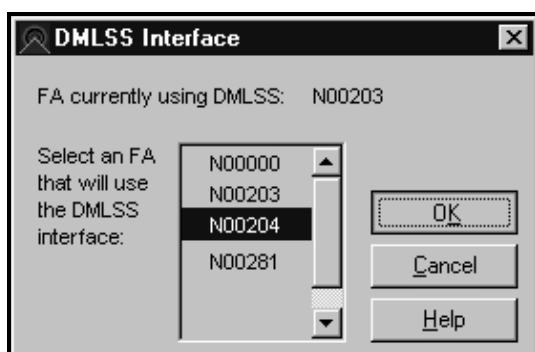 DMLSS Interface
FA currently using DMLSS: N00203
Select an FA
that will use
the DMLSS
interface:
N00000
N00203
N00204
N00281
OK
Cancel
Help